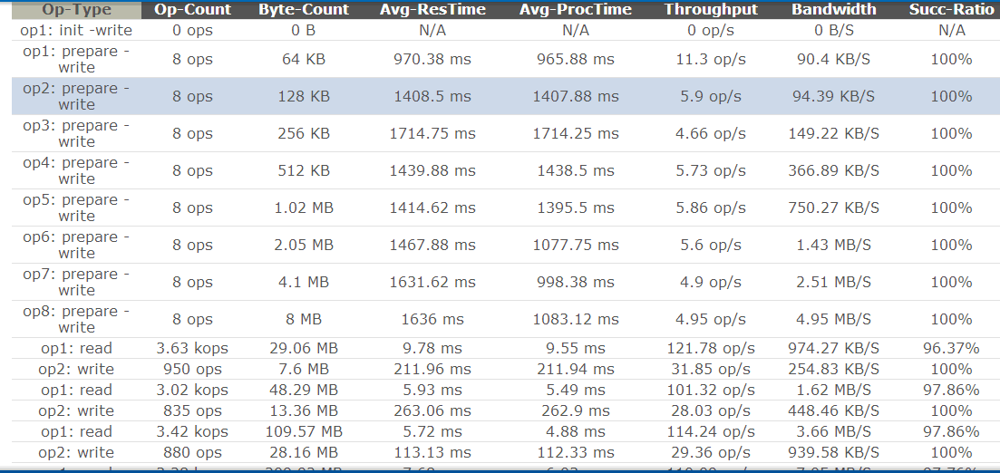 Op-Type Op-Count Byte-Count Avg-ResTime Avg-ProcTime Throughput Bandwidth Succ-Ratio
op1: init -write 0 ops 0 B N/A N/A 0 op/s 0 B/S N/A
op1: prepare -
write 8 ops 64 KB 970.38 ms 965.88 ms 11.3 op/s 90.4 KB/S 100%
op2: prepare -
write 8 ops 128 KB 1408.5 ms 1407.88 ms 5.9 op/s 94.39 KB/S 100%
op3: prepare -
write 8 ops 256 KB 1714.75 ms 1714.25 ms 4.66 op/s 149.22 KB/S 100%
op4: prepare -
write 8 ops 512 KB 1439.88 ms 1438.5 ms 5.73 op/s 366.89 KB/S 100%
op5: prepare -
write 8 ops 1.02 MB 1414.62 ms 1395.5 ms 5.86 op/s 750.27 KB/S 100%
op6: prepare -
write 8 ops 2.05 MB 1467.88 ms 1077.75 ms 5.6 op/s 1.43 MB/S 100%
op7: prepare -
write 8 ops 4.1 MB 1631.62 ms 998.38 ms 4.9 op/s 2.51 MB/S 100%
op8: prepare -
write 8 ops 8 MB 1636 ms 1083.12 ms 4.95 op/s 4.95 MB/S 100%
op1: read 3.63 kops 29.06 MB 9.78 ms 9.55 ms 121.78 op/s 974.27 KB/S 96.37%
op2: write 950 ops 7.6 MB 211.96 ms 211.94 ms 31.85 op/s 254.83 KB/S 100%
op1: read 3.02 kops 48.29 MB 5.93 ms 5.49 ms 101.32 op/s 1.62 MB/S 97.86%
op2: write 835 ops 13.36 MB 263.06 ms 262.9 ms 28.03 op/s 448.46 KB/S 100%
op1: read 3.42 kops 109.57 MB 5.72 ms 4.88 ms 114.24 op/s 3.66 MB/S 97.86%
op2: write 880 ops 28.16 MB 113.13 ms 112.33 ms 29.36 op/s 939.58 KB/S 100%